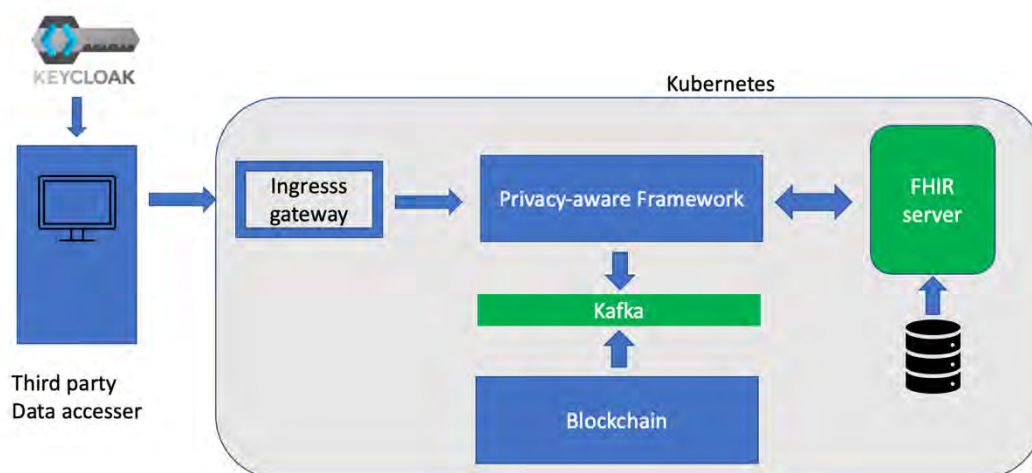 KEYCLOAK
Kubernetes
Ingresss
gateway
Privacy-aware Framework
FHIR
server
Kafka
Third party
Data accesser
Blockchain